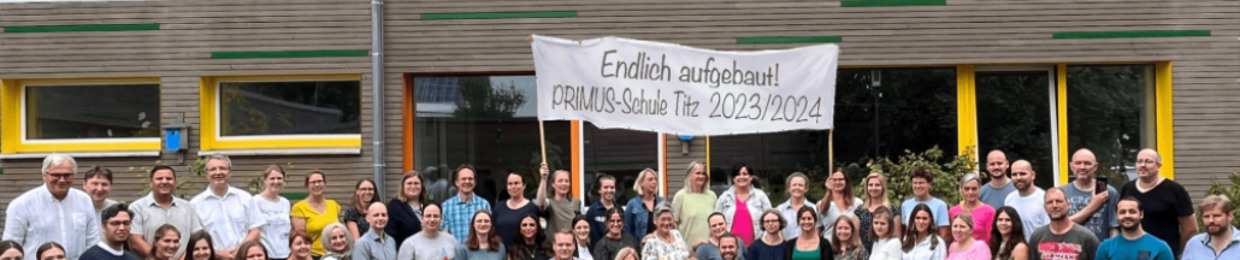 Endlich aufgebaut!
PRIMUS-Schule Titz 2023/2024